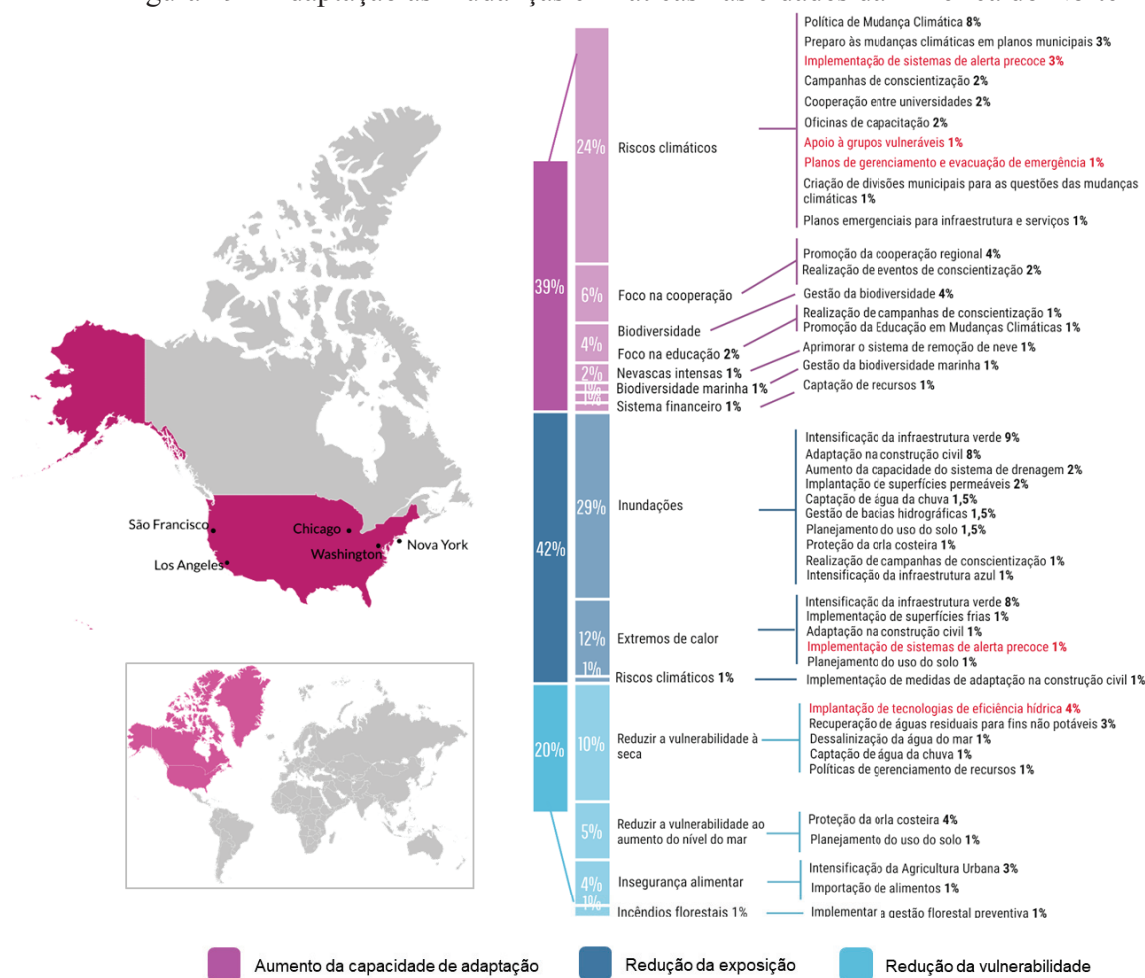 Política de Mudança Climática 8%
Preparo às mudanças climáticas em planos municipais 3%
Implementação de sistemas de alerta precoce 3%
Campanhas de conscientização 2%
Cooperação entre universidades 2%
Oficinas de capacitação 2%
Apoio à grupos vulneráveis 1%
Planos de gerenciamento e evacuação de emergência 1%
Criação de divisões municipais para as questões das mudanças
climáticas 1%
Planos emergenciais para infraestrutura e serviços 1%
24%
Riscos climáticos
39%
6%
Foco na cooperação
Promoção da cooperação regional 4%
Realização de eventos de conscientização 2%
4%
Biodiversidade
Gestão da biodiversidade 4%
Foco na educação 2%
Realização de campanhas de conscientização 1%
Promoção da Educação em Mudanças Climáticas 1%
2%
Nevascas intensas 1%
Aprimorar o sistema de remoção de neve 1%
1%
Biodiversidade marinha 1%
Gestão da biodiversidade marinha 1%
1%
Sistema financeiro 1%
Captação de recursos 1%
São Francisco
Chicago
Washington
Nova York
Los Angeles
42%
29%
Inundações
Intensificação da infraestrutura verde 9%
Adaptação na construção civil 8%
Aumento da capacidade do sistema de drenagem 2%
Implantação de superfícies permeáveis 2%
Captação de água da chuva 1,5%
Gestão de bacias hidrográficas 1,5%
Planejamento do uso do solo 1,5%
Proteção da orla costeira 1%
Realização de campanhas de conscientização 1%
Intensificação da infraestrutura azul 1%
12%
Extremos de calor
Intensificação da infraestrutura verde 8%
Implementação de superfícies frias 1%
Adaptação na construção civil 1%
Implementação de sistemas de alerta precoce 1%
Planejamento do uso do solo 1%
1%
Riscos climáticos 1%
Implementação de medidas de adaptação na construção civil 1%
20%
10%
Reduzir a vulnerabilidade à
seca
Implantação de tecnologias de eficiência hídrica 4%
Recuperação de águas residuais para fins não potáveis 3%
Dessalinização da água do mar 1%
Captação de água da chuva 1%
Políticas de gerenciamento de recursos 1%
5%
Reduzir a vulnerabilidade ao
aumento do nível do mar
Proteção da orla costeira 4%
Planejamento do uso do solo 1%
4%
Insegurança alimentar
Intensificação da Agricultura Urbana 3%
Importação de alimentos 1%
1%
Incêndios florestais 1%
Implementar a gestão florestal preventiva 1%
Aumento da capacidade de adaptação
Redução da exposição
Redução da vulnerabilidade